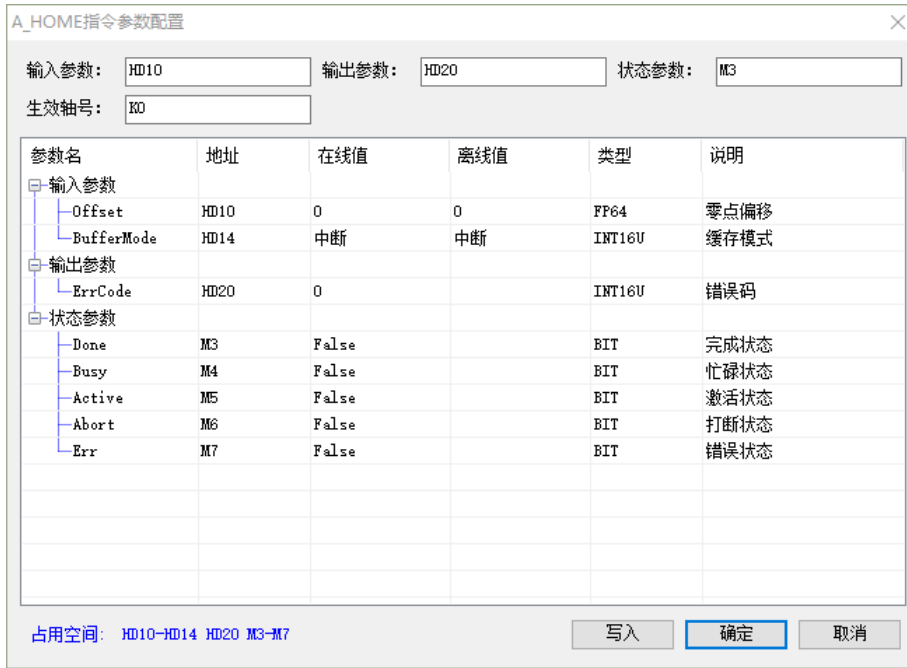 A_HOME指令参数配置
输入参数: HD10 输出参数: HD20 状态参数: M3
生效轴号: K0
参数名 地址 在线值 离线值 类型 说明
输入参数
Offset HD10 0 0 FP64 零点偏移
BufferMode HD14 中断 中断 INT16U 缓存模式
输出参数
ErrCode HD20 0 INT16U 错误码
状态参数
Done M3 False BIT 完成状态
Busy M4 False BIT 忙碌状态
Active M5 False BIT 激活状态
Abort M6 False BIT 打断状态
Err M7 False BIT 错误状态
占用空间: HD10-HD14 HD20 M3-M7 写入 确定 取消